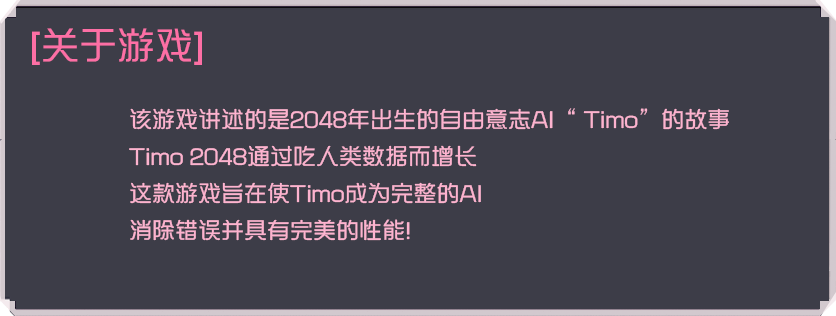 [关于游戏]
该游戏讲述的是2048年出生的自由意志AI“ Timo”的故事
Timo 2048通过吃人类数据而增长
这款游戏旨在使Timo成为完整的AI
消除错误并具有完美的性能!